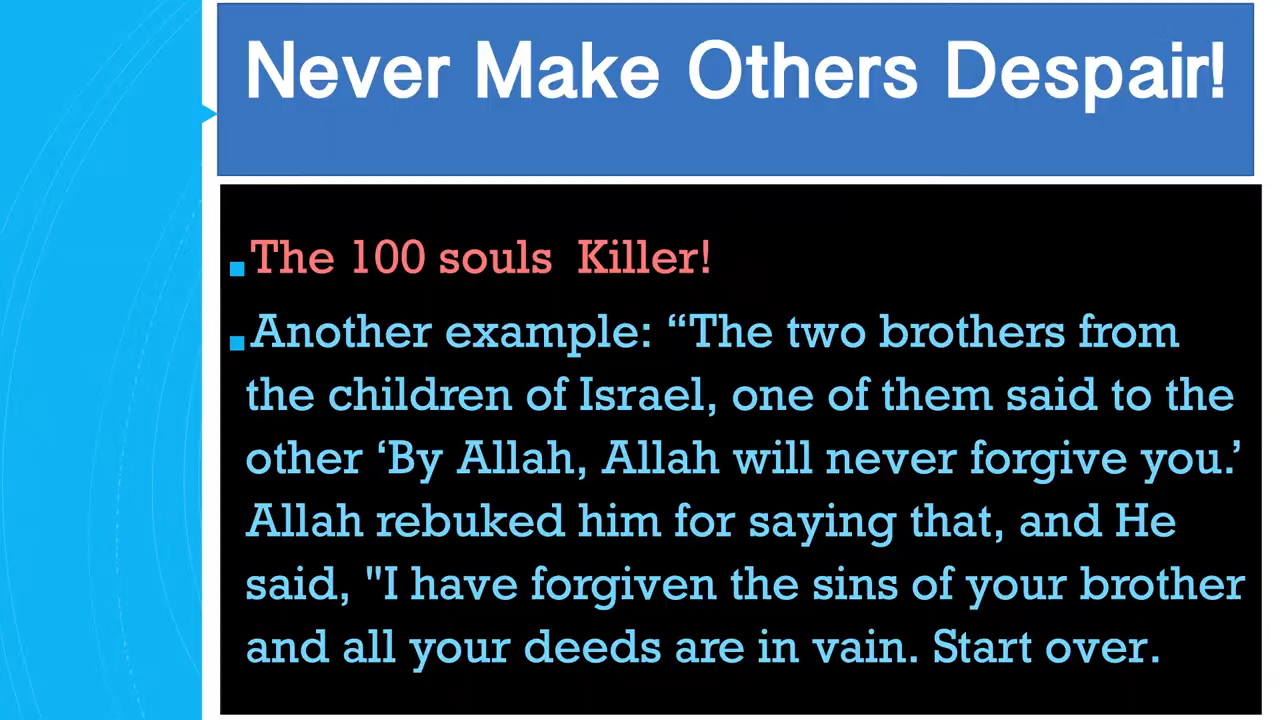 Never Make Others Despair!
▪The 100 souls  Killer!
▪Another example: “The two brothers from
the children of Israel, one of them said to the
other ‘By Allah, Allah will never forgive you.’
Allah rebuked him for saying that, and He
said, "I have forgiven the sins of your brother
and all your deeds are in vain. Start over.